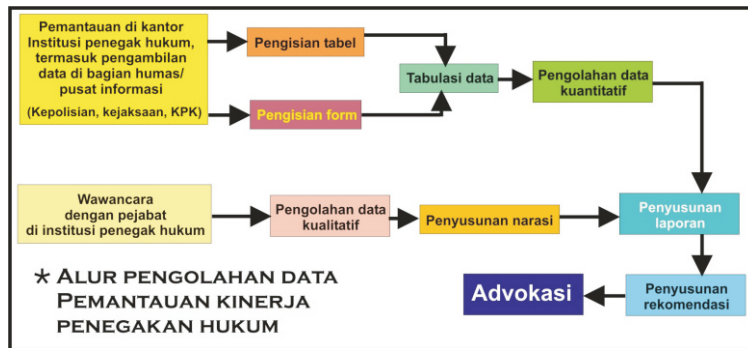 Pemantauan di kantor
Institusi penegak hukum,
termasuk pengambilan
data di bagian humas/
pusat informasi
(Kepolisian, kejaksaan, KPK)
Pengisian tabel
Pengisian form
Tabulasi data
Pengolahan data
kuantitatif
Wawancara
dengan pejabat
di institusi penegak hukum
Pengolahan data
kualitatif
Penyusunan narasi
Penyusunan
laporan
Penyusunan
rekomendasi
Advokasi
* ALUR PENGOLAHAN DATA
PEMANTAUAN KINERJA
PENEGAKAN HUKUM